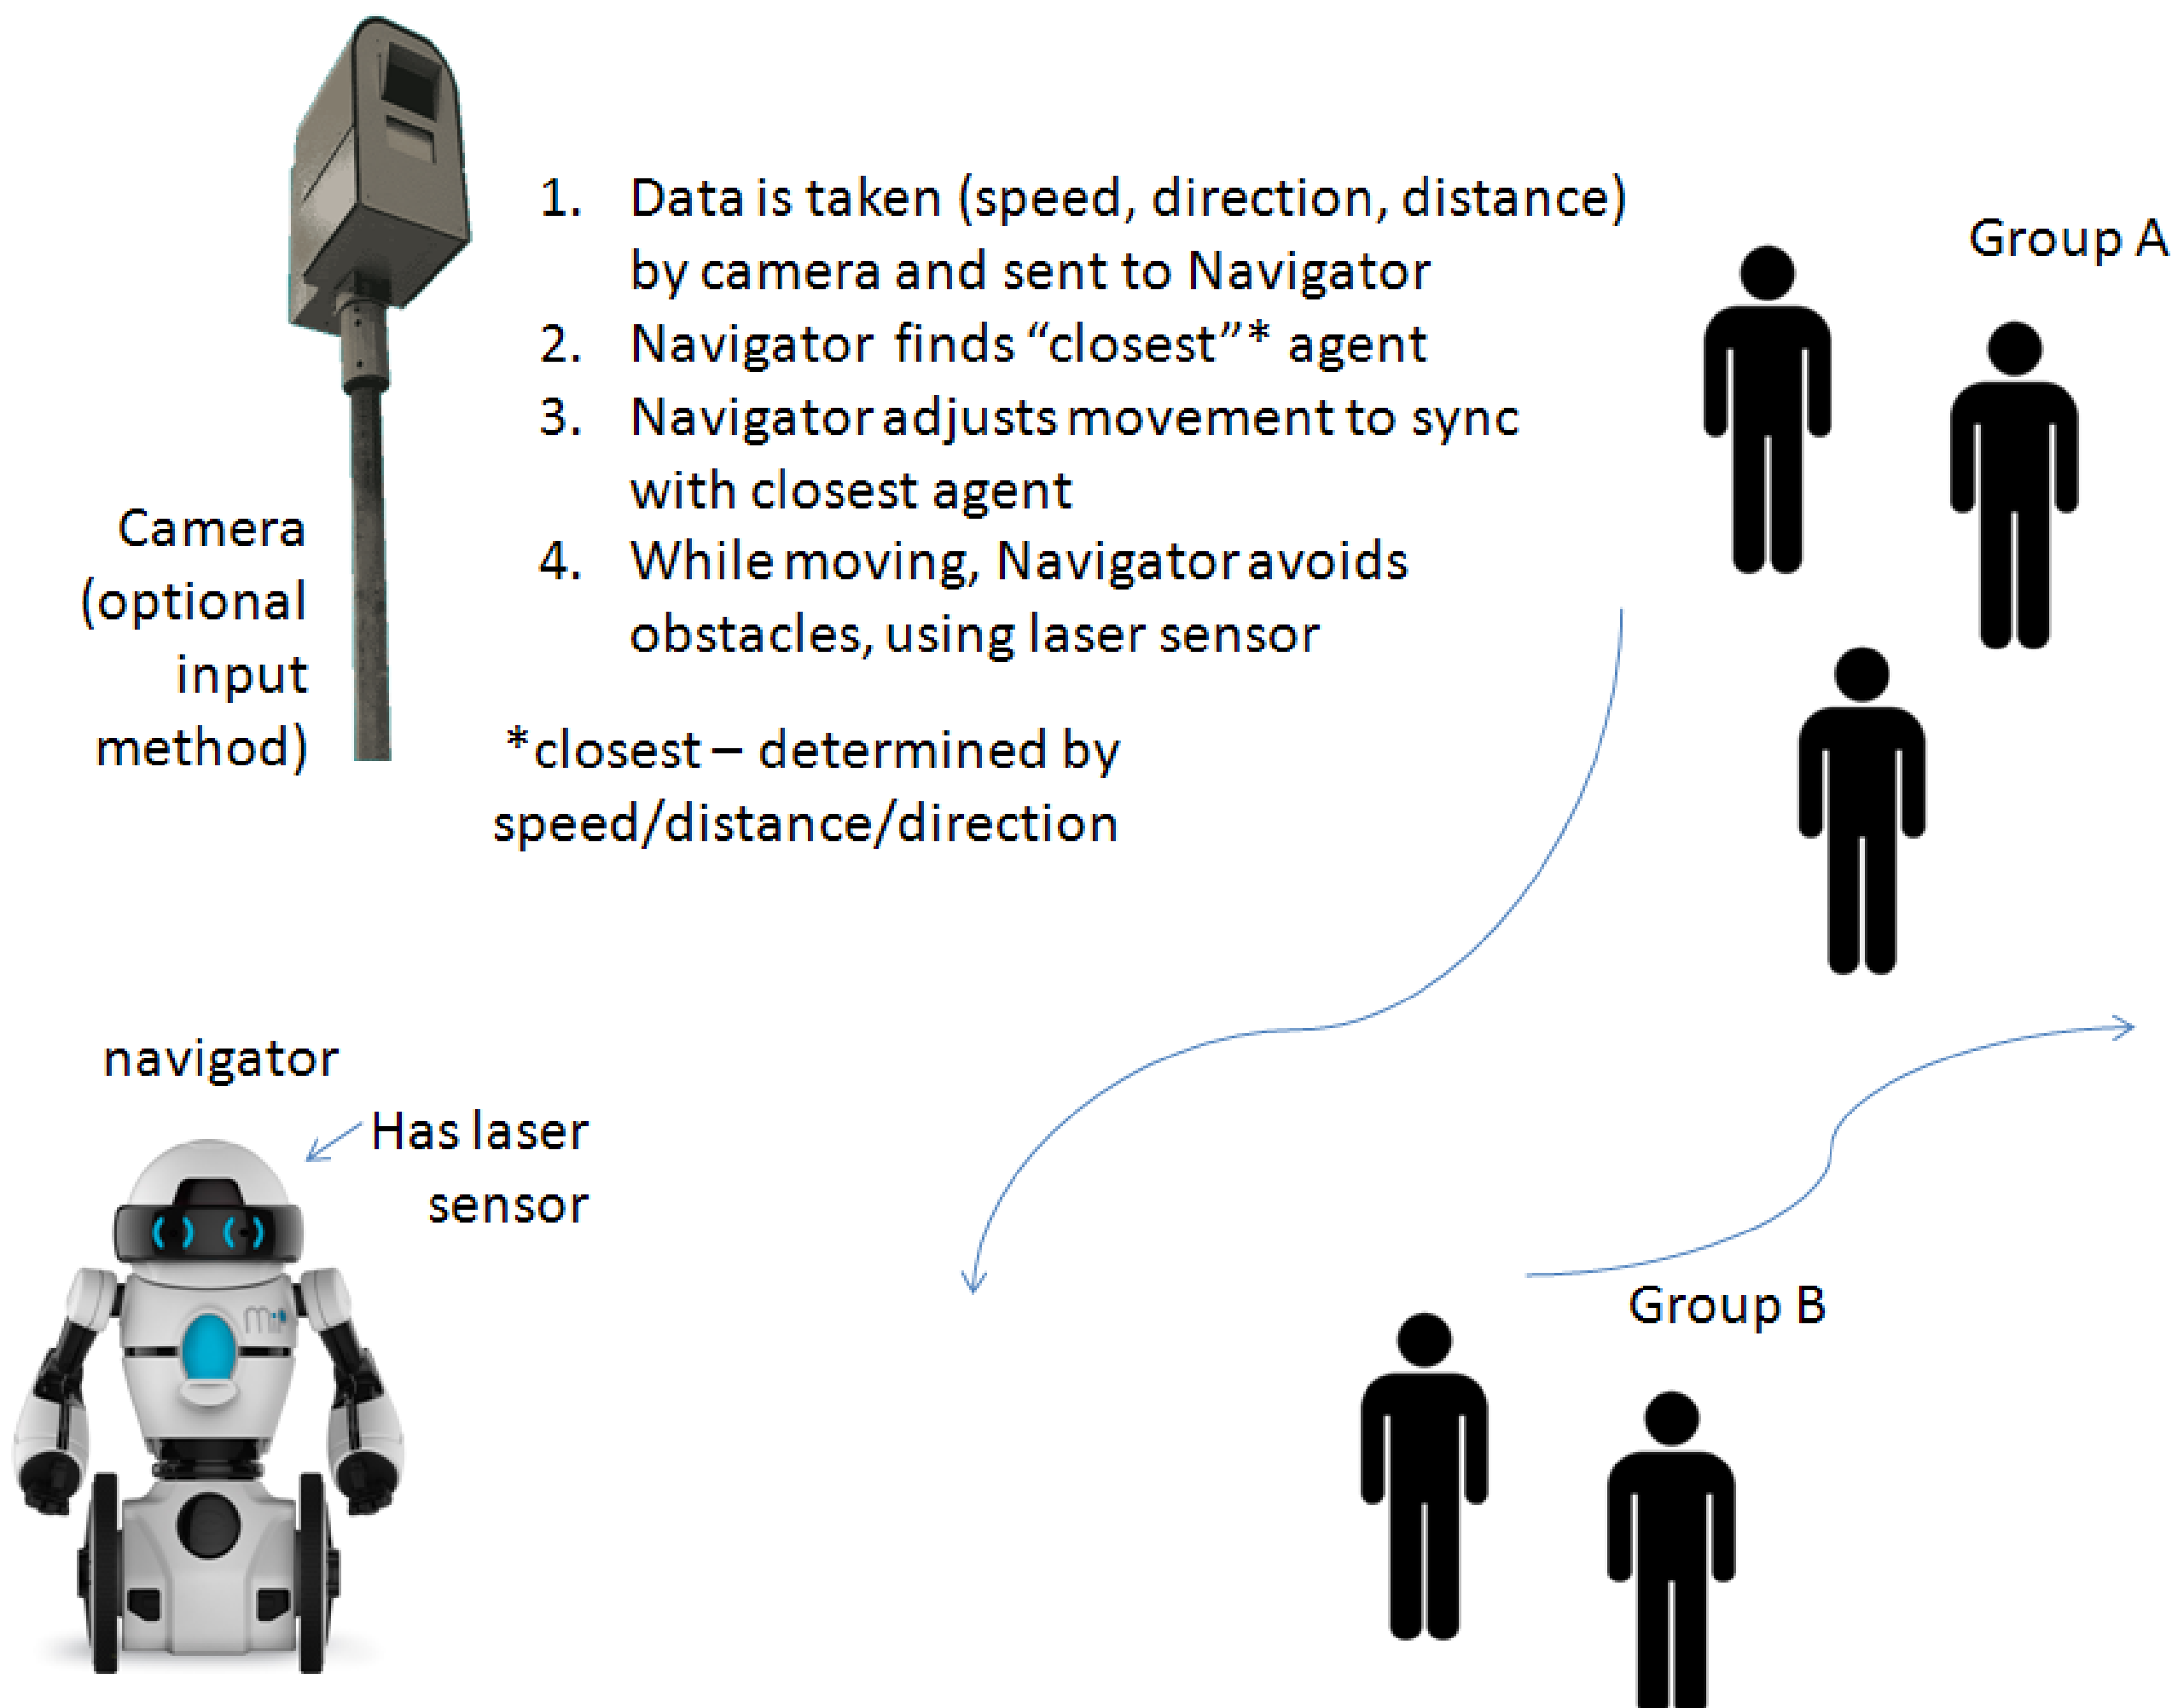 1. Data is taken (speed, direction, distance)
by camera and sent to Navigator
2. Navigator finds “closest”* agent
3. Navigator adjusts movement to sync
with closest agent
4. While moving, Navigator avoids
obstacles, using laser sensor
*closest – determined by
speed/distance/direction
Camera
(optional
input
method)
Group A
navigator
Has laser
sensor
mip
Group B